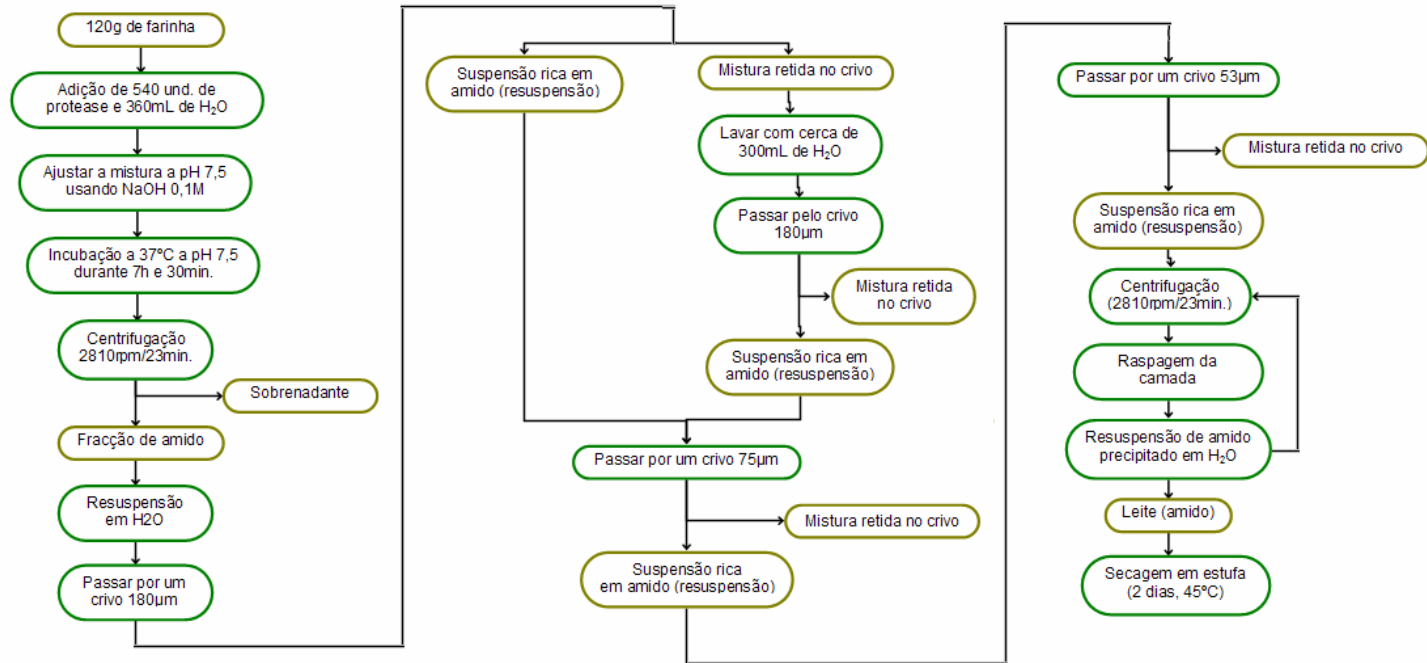 120g de farinha
Adição de 540 und. de
protease e 360mL de H₂O
Ajustar a mistura a pH 7,5
usando NaOH 0,1M
Incubação a 37ºC a pH 7,5
durante 7h e 30min.
Centrifugação
2810rpm/23min.
Sobrenadante
Fracção de amido
Resuspensão
em H2O
Passar por um
crivo 180µm
Suspensão rica em
amido (resuspensão)
Mistura retida no crivo
Lavar com cerca de
300mL de H₂O
Passar pelo crivo
180µm
Mistura retida
no crivo
Suspensão rica em
amido (resuspensão)
Passar por um crivo 75µm
Mistura retida no crivo
Suspensão rica
em amido (resuspensão)
Passar por um crivo 53µm
Mistura retida no crivo
Suspensão rica em
amido (resuspensão)
Centrifugação
(2810rpm/23min.)
Raspagem da
camada
Resuspensão de amido
precipitado em H₂O
Leite (amido)
Secagem em estufa
(2 dias, 45ºC)